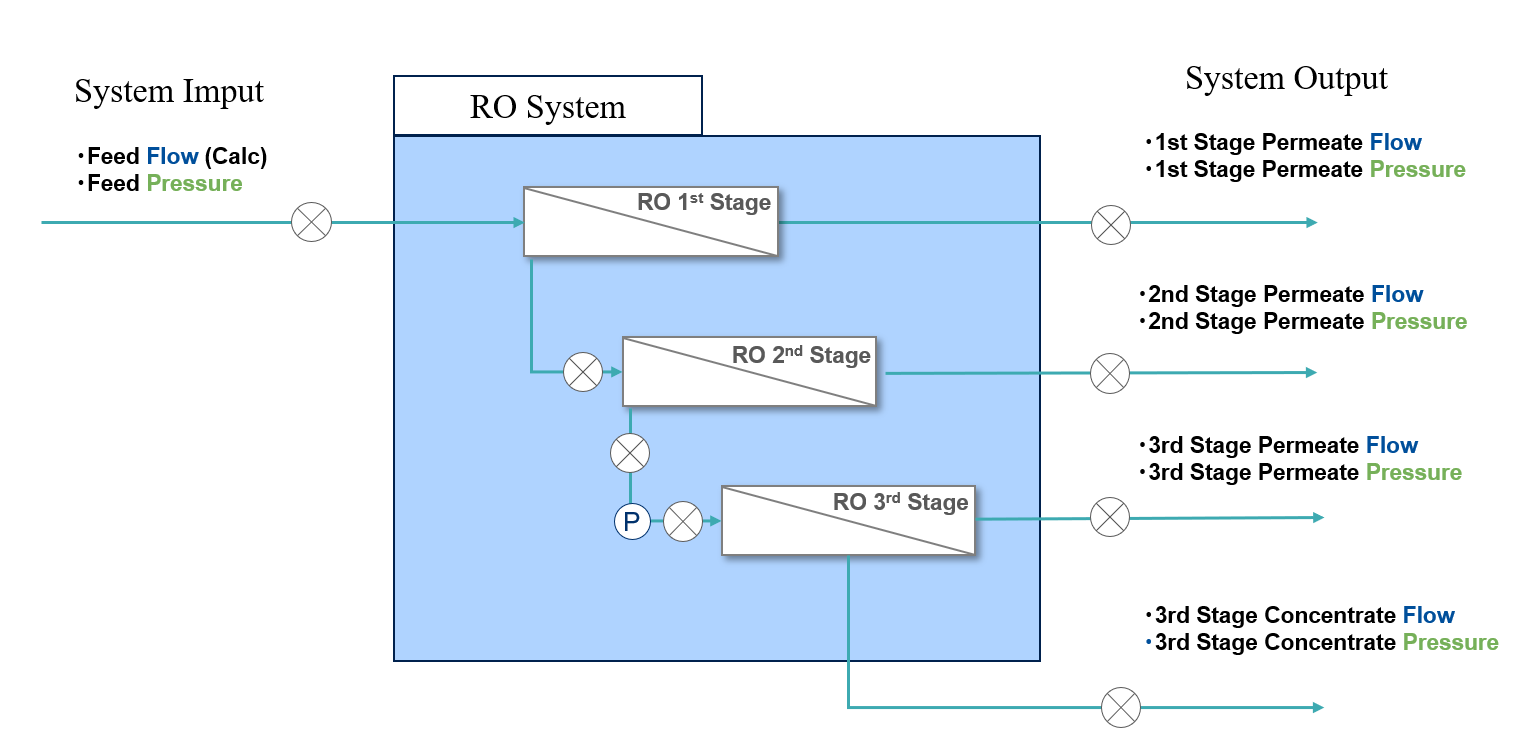 System Imput
・Feed Flow (Calc)
・Feed Pressure
RO System
System Output
・1st Stage Permeate Flow
・1st Stage Permeate Pressure
RO 1st Stage
・2nd Stage Permeate Flow
・2nd Stage Permeate Pressure
RO 2nd Stage
・3rd Stage Permeate Flow
・3rd Stage Permeate Pressure
RO 3rd Stage
P
・3rd Stage Concentrate Flow
・3rd Stage Concentrate Pressure